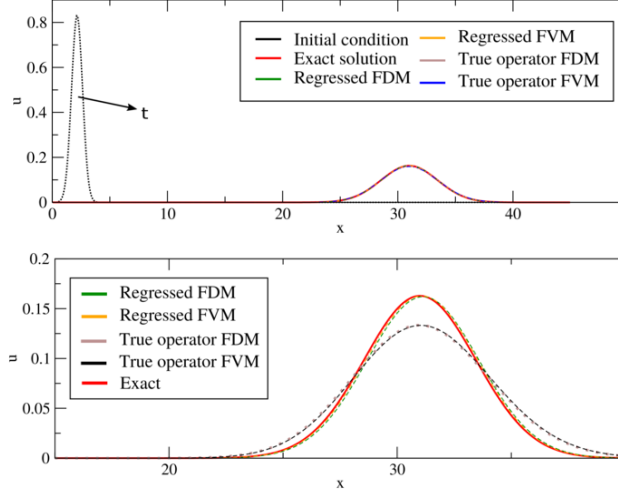 0.8
0.6
0.4
0.2
0
u
t
Initial condition
Exact solution
Regressed FDM
Regressed FVM
True operator FDM
True operator FVM
0 10 20 30 40
x
0.2
0.15
0.1
0.05
0
u
Regressed FDM
Regressed FVM
True operator FDM
True operator FVM
Exact
20 30
x